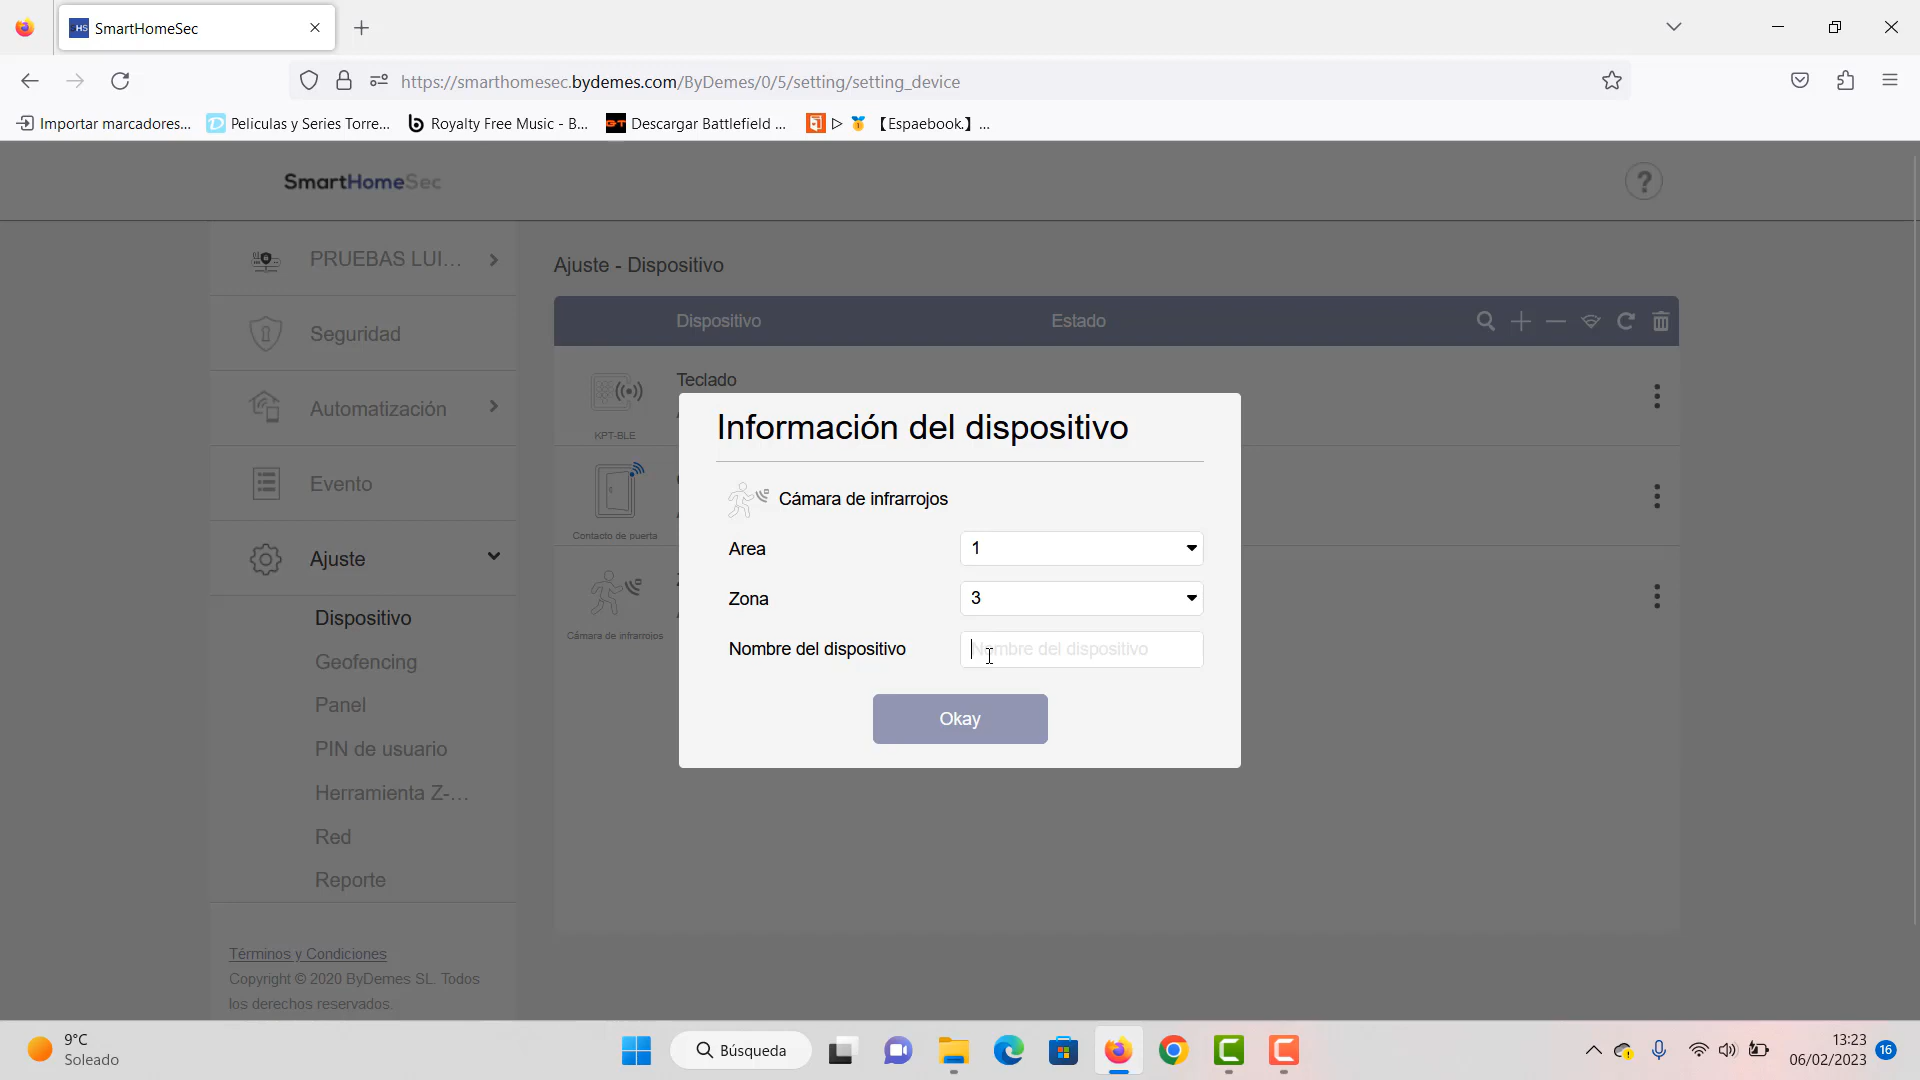 SmartHomeSec
https://smarthomesec.bydemes.com/ByDemes/0/5/setting/setting_device
Importar marcadores...
Peliculas y Series Torre...
Royalty Free Music - B...
Descargar Battlefield ...
【Espaebook.】 ...
SmartHomeSec
?
PRUEBAS LUI...
Seguridad
Automatización
Evento
Ajuste
Dispositivo
Geofencing
Panel
PIN de usuario
Herramienta Z-...
Red
Reporte
Términos y Condiciones
Copyright © 2020 ByDemes SL. Todos
los derechos reservados.
Ajuste - Dispositivo
Dispositivo
Estado
Teclado
KPT-BLE
Contacto de puerta
Cámara de infrarrojos
Información del dispositivo
Cámara de infrarrojos
Area
1
Zona
3
Nombre del dispositivo
Nombre del dispositivo
Okay
9°C
Soleado
Búsqueda
13:23
06/02/2023
16